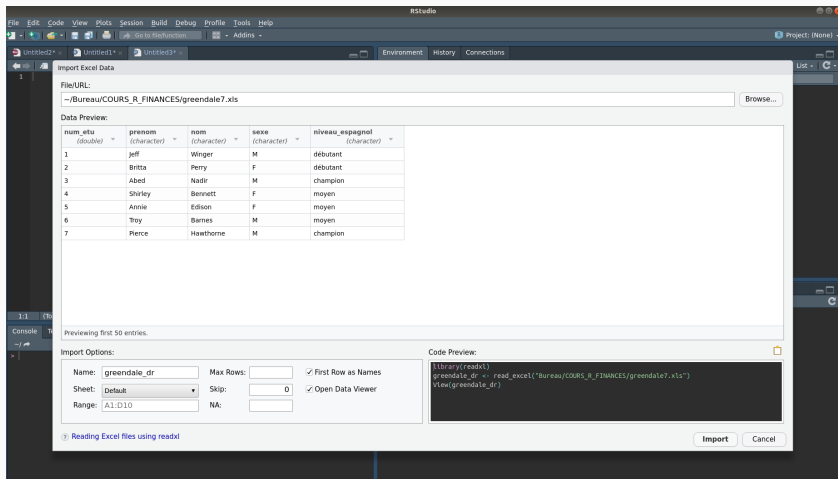 RStudio
File Edit Code View Plots Session Build Debug Profile Tools Help
Go to file/function Addins Project: (None)
Untitled2* Untitled1* Untitled3* Environment History Connections
List
1
Import Excel Data
File/URL:
~/Bureau/COURS_R_FINANCES/greendale7.xls Browse...
Data Preview:
num_etu prenom nom sexe niveau_espagnol
(double) (character) (character) (character) (character)
1 Jeff Winger M débutant
2 Britta Perry F débutant
3 Abed Nadir M champion
4 Shirley Bennett F moyen
5 Annie Edison F moyen
6 Troy Barnes M moyen
7 Pierce Hawthorne M champion
1:1 (To
Previewing first 50 entries.
Console Te
~/
>
Import Options: Code Preview:
Name: greendale_dr Max Rows: First Row as Names
Sheet: Default Skip: 0 Open Data Viewer
Range: A1:D10 NA:
library(readxl)
greendale_dr <- read_excel("Bureau/COURS_R_FINANCES/greendale7.xls")
View(greendale_dr)
? Reading Excel files using readxl Import Cancel